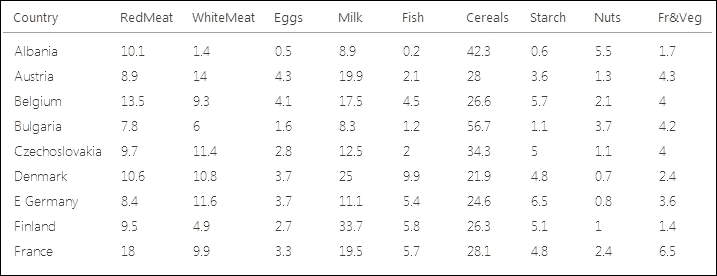 Country RedMeat WhiteMeat Eggs Milk Fish Cereals Starch Nuts Fr&Veg
Albania 10.1 1.4 0.5 8.9 0.2 42.3 0.6 5.5 1.7
Austria 8.9 14 4.3 19.9 2.1 28 3.6 1.3 4.3
Belgium 13.5 9.3 4.1 17.5 4.5 26.6 5.7 2.1 4
Bulgaria 7.8 6 1.6 8.3 1.2 56.7 1.1 3.7 4.2
Czechoslovakia 9.7 11.4 2.8 12.5 2 34.3 5 1.1 4
Denmark 10.6 10.8 3.7 25 9.9 21.9 4.8 0.7 2.4
E Germany 8.4 11.6 3.7 11.1 5.4 24.6 6.5 0.8 3.6
Finland 9.5 4.9 2.7 33.7 5.8 26.3 5.1 1 1.4
France 18 9.9 3.3 19.5 5.7 28.1 4.8 2.4 6.5